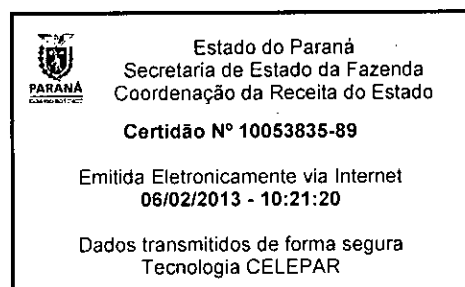 PARANÁ
Estado do Paraná
Secretaria de Estado da Fazenda
Coordenação da Receita do Estado
Certidão Nº 10053835-89
Emitida Eletronicamente via Internet
06/02/2013 - 10:21:20
Dados transmitidos de forma segura
Tecnologia CELEPAR